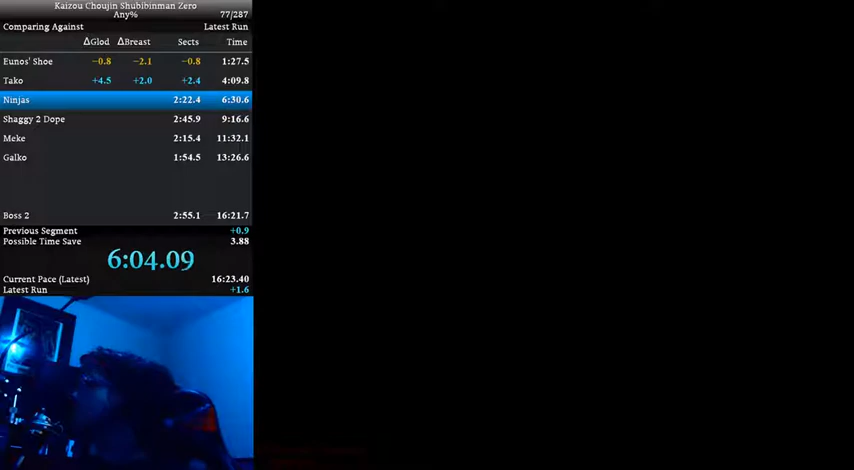 Kaizou Choujin Shubibinman Zero
Any% 77/287
Comparing Against Latest Run
ΔGlod ΔBreast Sects Time
Eunos' Shoe −0.8 −2.1 −0.8 1:27.5
Tako +4.5 +2.0 +2.4 4:09.8
Ninjas 2:22.4 6:30.6
Shaggy 2 Dope 2:45.9 9:16.6
Meke 2:15.4 11:32.1
Galko 1:54.5 13:26.6
Boss 2 2:55.1 16:21.7
Previous Segment +0.9
Possible Time Save 3.88
6:04.09
Current Pace (Latest) 16:23.40
Latest Run +1.6